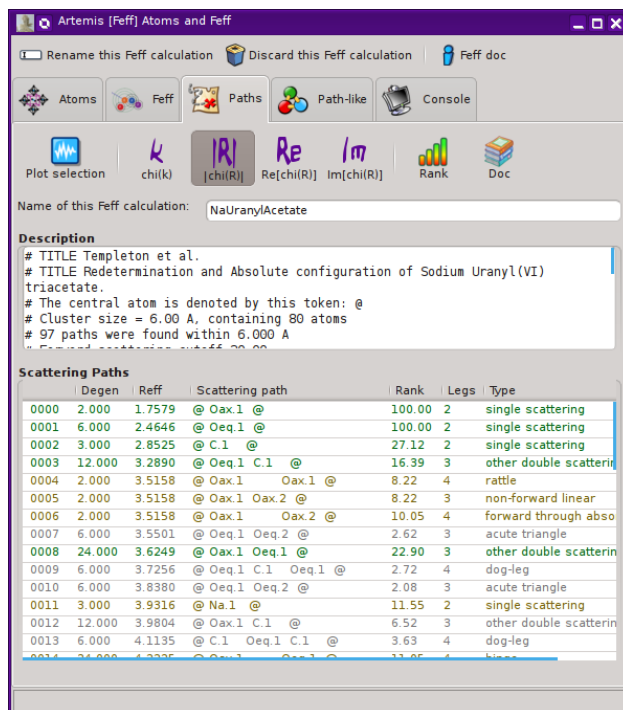 Artemis [Feff] Atoms and Feff
Rename this Feff calculation Discard this Feff calculation Feff doc
Atoms Feff Paths Path-like Console
k |R| Re Im
Plot selection chi(k) |chi(R)| Re[chi(R)] Im[chi(R)] Rank Doc
Name of this Feff calculation: NaUranylAcetate
Description
# TITLE Templeton et al.
# TITLE Redetermination and Absolute configuration of Sodium Uranyl(VI)
triacetate.
# The central atom is denoted by this token: @
# Cluster size = 6.00 A, containing 80 atoms
# 97 paths were found within 6.000 A
Scattering Paths
Degen Reff Scattering path Rank Legs Type
0000 2.000 1.7579 @ Oax.1 @ 100.00 2 single scattering
0001 6.000 2.4646 @ Oeq.1 @ 100.00 2 single scattering
0002 3.000 2.8525 @ C.1 @ 27.12 2 single scattering
0003 12.000 3.2890 @ Oeq.1 C.1 @ 16.39 3 other double scatterin
0004 2.000 3.5158 @ Oax.1 Oax.1 @ 8.22 4 rattle
0005 2.000 3.5158 @ Oax.1 Oax.2 @ 8.22 3 non-forward linear
0006 2.000 3.5158 @ Oax.1 Oax.2 @ 10.05 4 forward through abso
0007 6.000 3.5501 @ Oeq.1 Oeq.2 @ 2.62 3 acute triangle
0008 24.000 3.6249 @ Oax.1 Oeq.1 @ 22.90 3 other double scatterin
0009 6.000 3.7256 @ Oeq.1 C.1 Oeq.1 @ 2.72 4 dog-leg
0010 6.000 3.8380 @ Oeq.1 Oeq.2 @ 2.08 3 acute triangle
0011 3.000 3.9316 @ Na.1 @ 11.55 2 single scattering
0012 12.000 3.9804 @ Oax.1 C.1 @ 6.52 3 other double scatterin
0013 6.000 4.1135 @ C.1 Oeq.1 C.1 @ 3.63 4 dog-leg